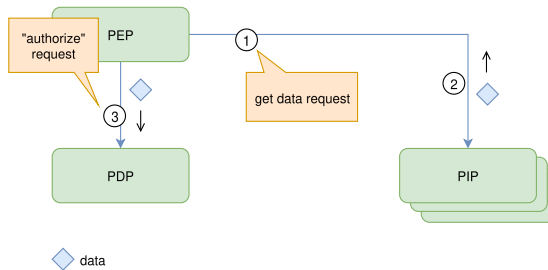 "authorize"
request
PEP
1
get data request
2
3
PDP
PIP
data